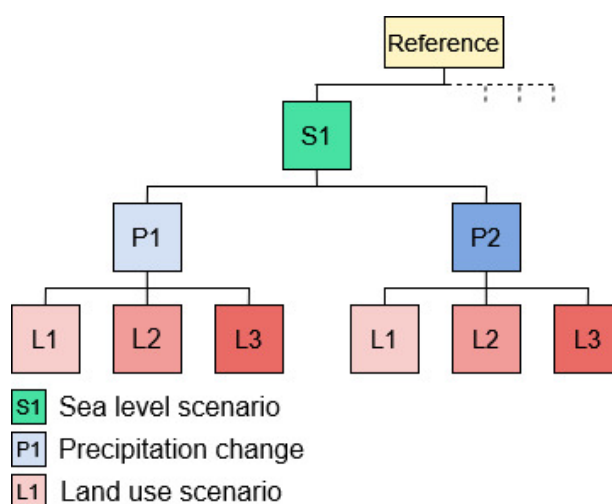 Reference
S1
P1
P2
L1
L2
L3
L1
L2
L3
S1 Sea level scenario
P1 Precipitation change
L1 Land use scenario